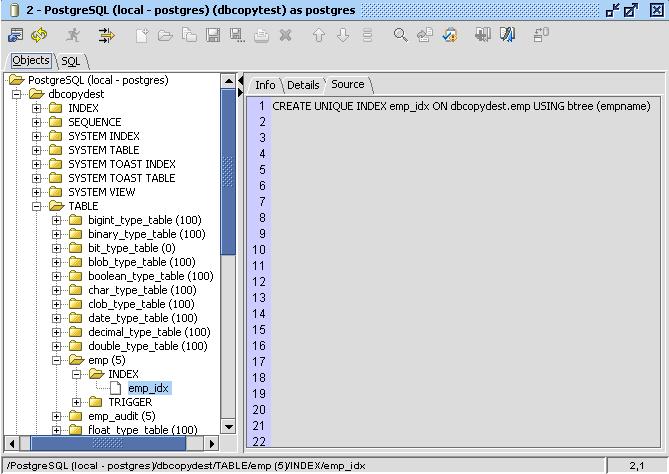 2 - PostgreSQL (local - postgres) (dbcopytest) as postgres
Objects SQL
PostgreSQL (local - postgres)
dbcopydest
INDEX
SEQUENCE
SYSTEM INDEX
SYSTEM TABLE
SYSTEM TOAST INDEX
SYSTEM TOAST TABLE
SYSTEM VIEW
TABLE
bigint_type_table (100)
binary_type_table (100)
bit_type_table (0)
blob_type_table (100)
boolean_type_table (100)
char_type_table (100)
clob_type_table (100)
date_type_table (100)
decimal_type_table (100)
double_type_table (100)
emp (5)
INDEX
emp_idx
TRIGGER
emp_audit (5)
float_type_table (100)
Info Details Source
1 CREATE UNIQUE INDEX emp_idx ON dbcopydest.emp USING btree (empname)
2
3
4
5
6
7
8
9
10
11
12
13
14
15
16
17
18
19
20
21
22
/PostgreSQL (local - postgres)/dbcopydest/TABLE/emp (5)/INDEX/emp_idx
2,1